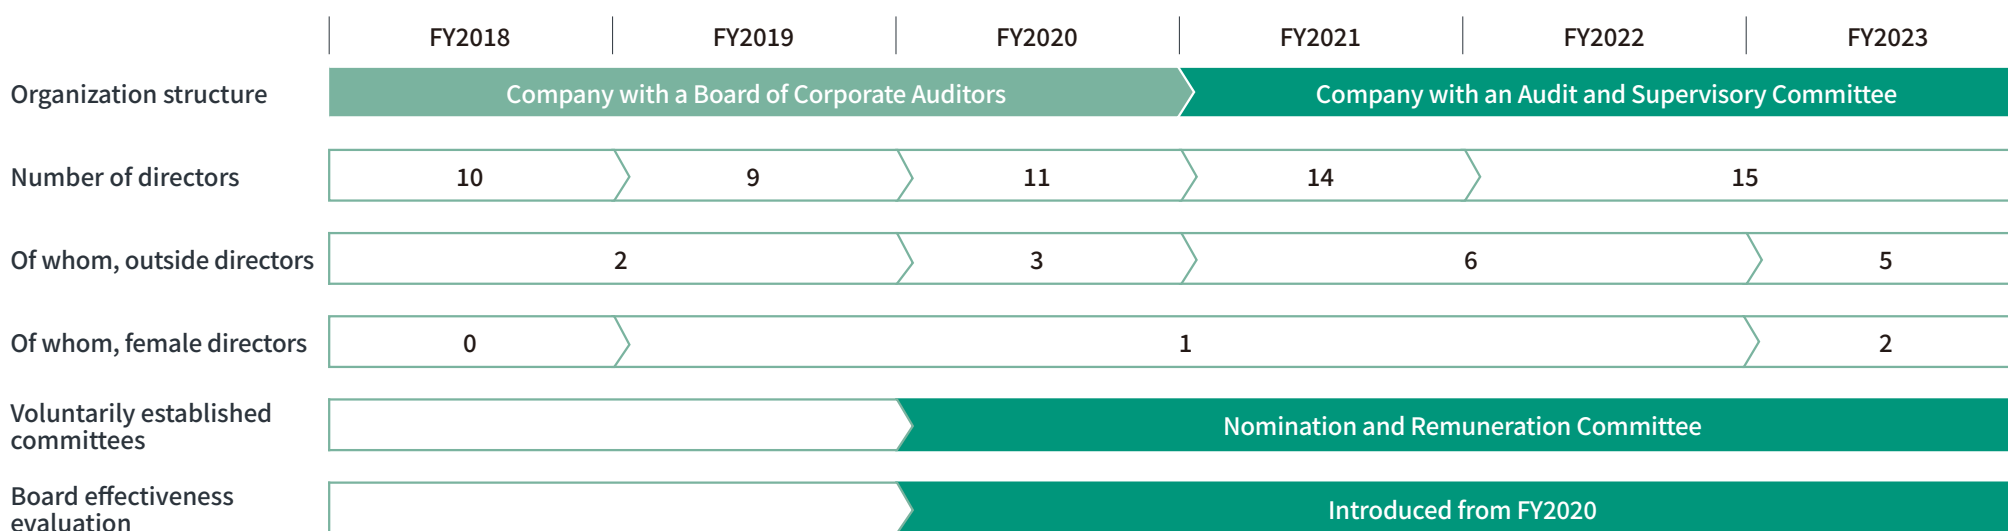 FY2018 FY2019 FY2020 FY2021 FY2022 FY2023
Organization structure Company with a Board of Corporate Auditors Company with an Audit and Supervisory Committee
Number of directors 10 9 11 14 15
Of whom, outside directors 2 3 6 5
Of whom, female directors 0 1 2
Voluntarily established
committees
Nomination and Remuneration Committee
Board effectiveness
evaluation
Introduced from FY2020